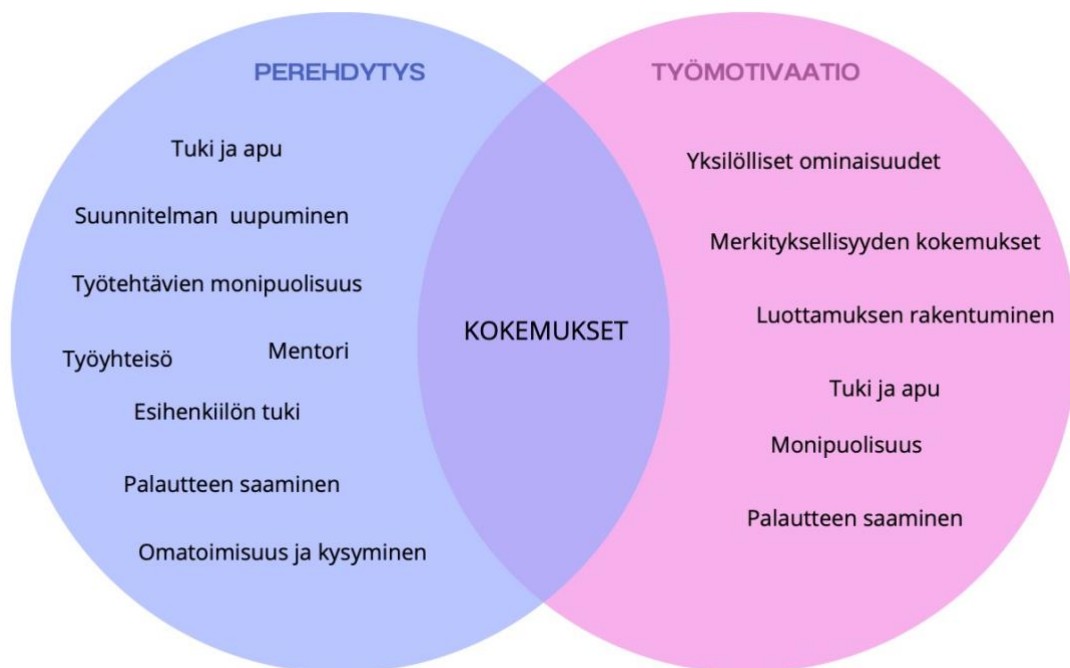 PEREHDYTYS
Tuki ja apu
Suunnitelman uupuminen
Työtehtävien monipuolisuus
Työyhteisö
Mentori
Esihenkiilön tuki
Palautteen saaminen
Omatoimisuus ja kysyminen
KOKEMUKSET
TYÖMOTIVAATIO
Yksilölliset ominaisuudet
Merkityksellisyyden kokemukset
Luottamuksen rakentuminen
Tuki ja apu
Monipuolisuus
Palautteen saaminen